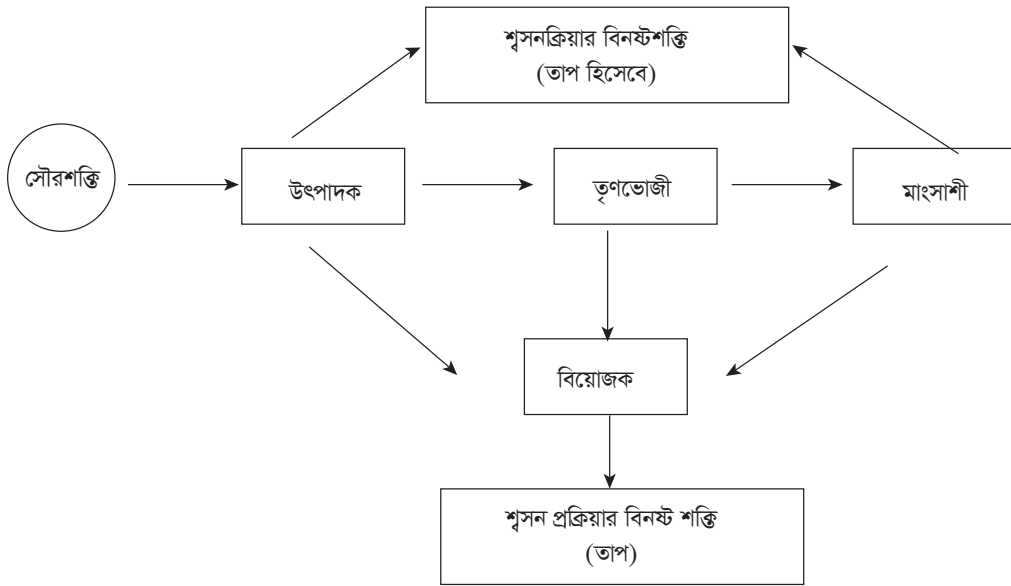 শ্বসনক্রিয়ার বিনষ্টশক্তি
(তাপ হিসেবে)
সৌরশক্তি
উৎপাদক
তৃণভোজী
মাংসাশী
বিয়োজক
শ্বসন প্রক্রিয়ার বিনষ্ট শক্তি
(তাপ)